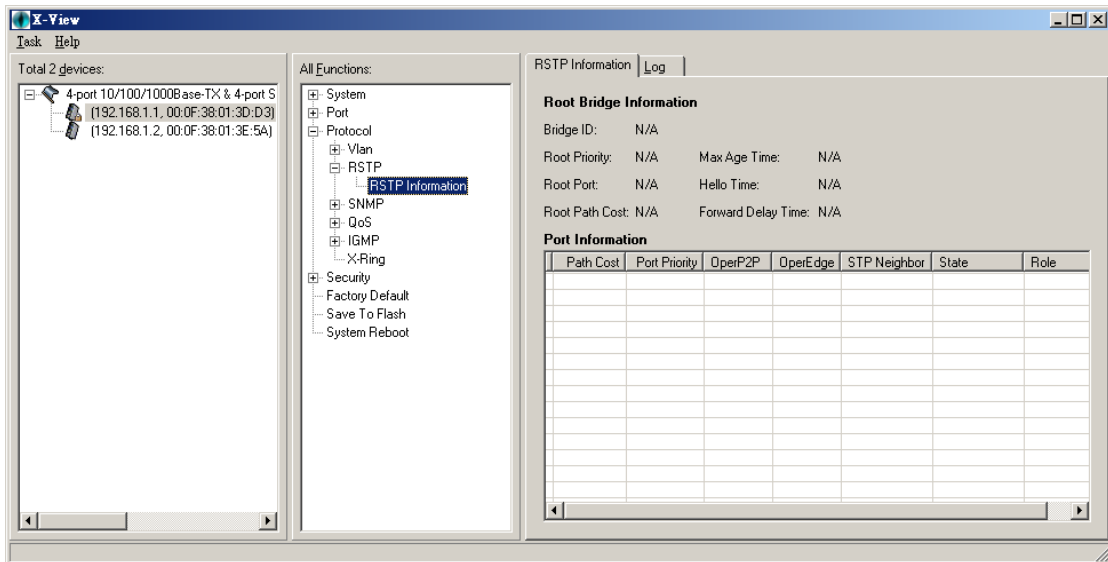 X-View
Task Help
Total 2 devices:
4-port 10/100/1000Base-TX & 4-port S
(192.168.1.1, 00:0F:38:01:3D:D3)
(192.168.1.2, 00:0F:38:01:3E:5A)
All Functions:
System
Port
Protocol
Vlan
RSTP
RSTP Information
SNMP
QoS
IGMP
X-Ring
Security
Factory Default
Save To Flash
System Reboot
RSTP Information Log
Root Bridge Information
Bridge ID: N/A
Root Priority: N/A Max Age Time: N/A
Root Port: N/A Hello Time: N/A
Root Path Cost: N/A Forward Delay Time: N/A
Port Information
Path Cost Port Priority OperP2P OperEdge STP Neighbor State Role